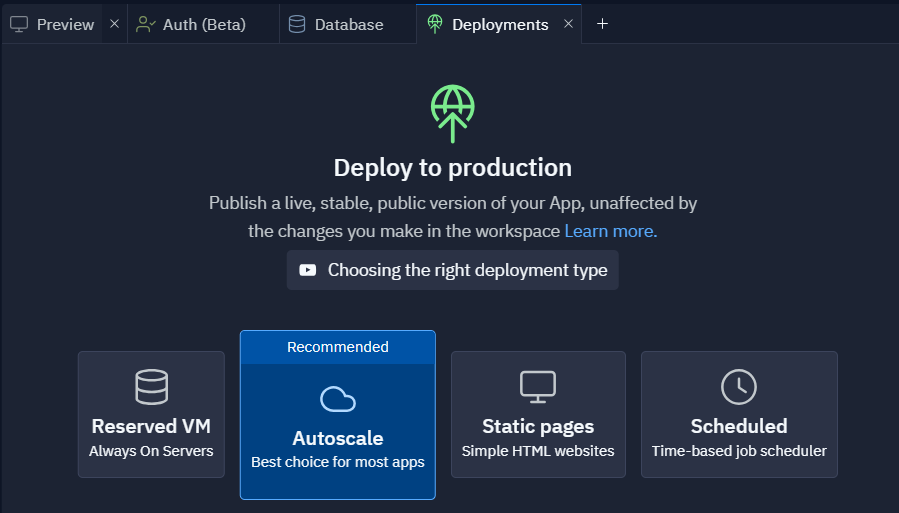 Preview
Auth (Beta)
Database
Deployments
Deploy to production
Publish a live, stable, public version of your App, unaffected by
the changes you make in the workspace Learn more.
Choosing the right deployment type
Recommended
Reserved VM
Always On Servers
Autoscale
Best choice for most apps
Static pages
Simple HTML websites
Scheduled
Time-based job scheduler